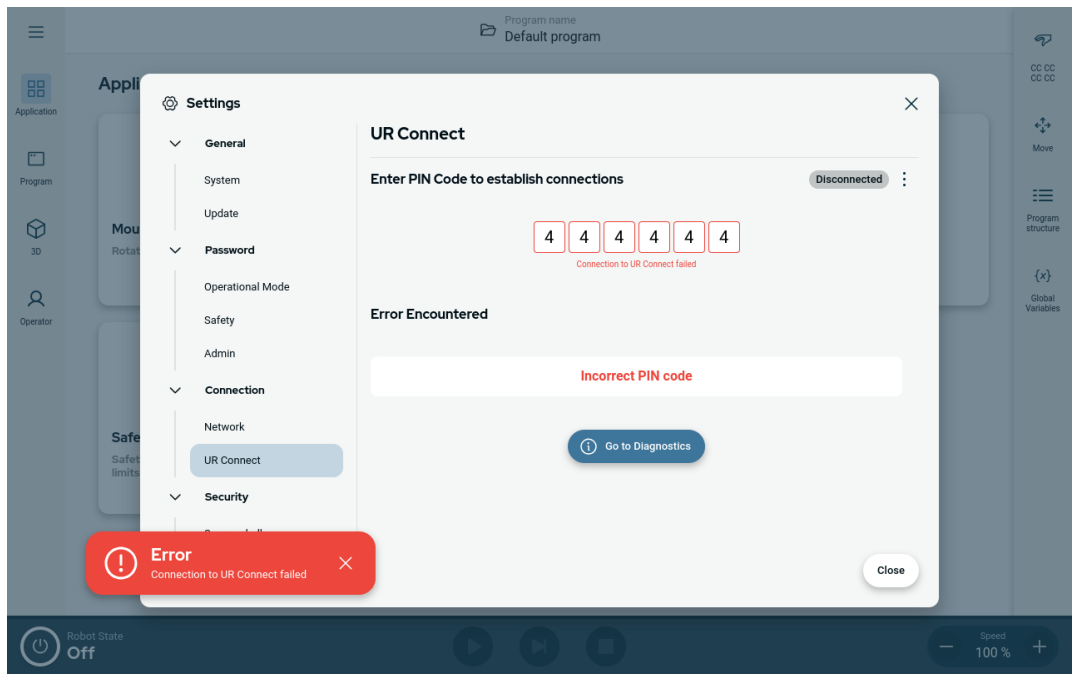 Program name
Default program
Application
Program
3D
Operator
Appli
Mou
Rotat
Safe
Safet
limits
Settings
General
System
Update
Password
Operational Mode
Safety
Admin
Connection
Network
UR Connect
Security
UR Connect
Enter PIN Code to establish connections
Disconnected
4 4 4 4 4 4
Connection to UR Connect failed
Error Encountered
Incorrect PIN code
Go to Diagnostics
Close
Error
Connection to UR Connect failed
CC CC
CC CC
Move
Program
structure
{x}
Global
Variables
Robot State
Off
Speed
100 %